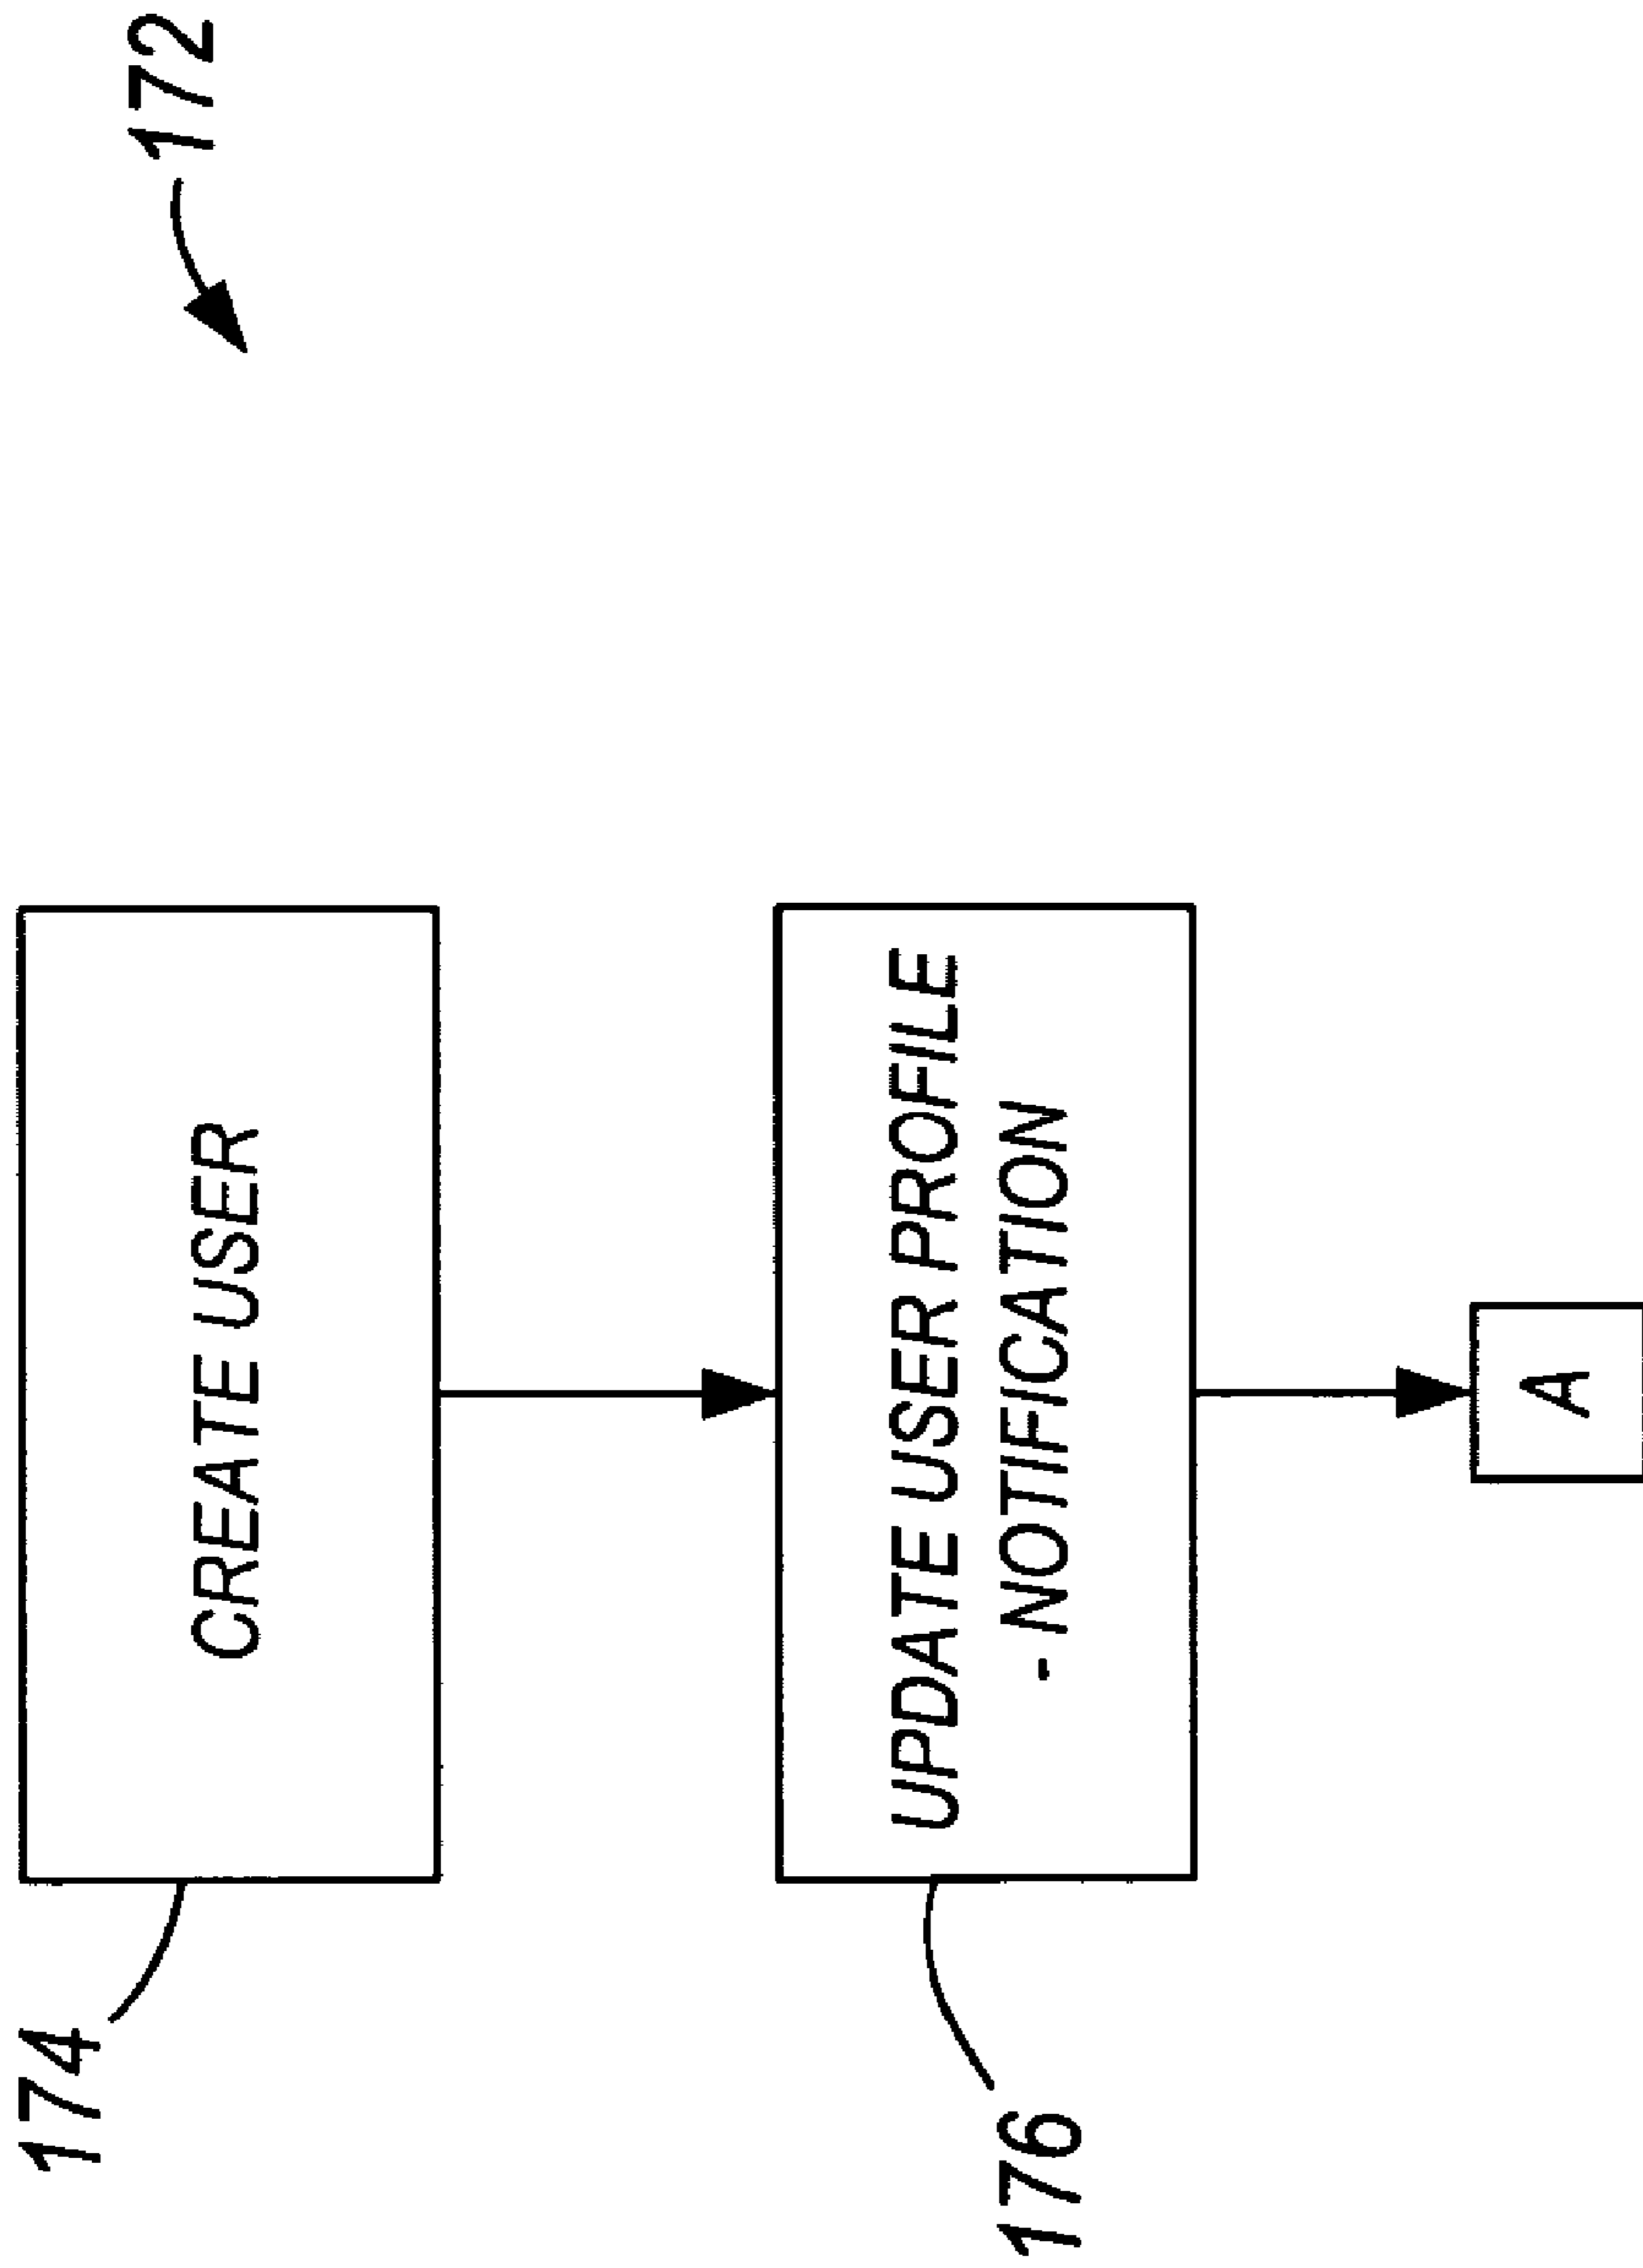 172
174
CREATE USER
176
UPDATE USER PROFILE
- NOTIFICATION
A